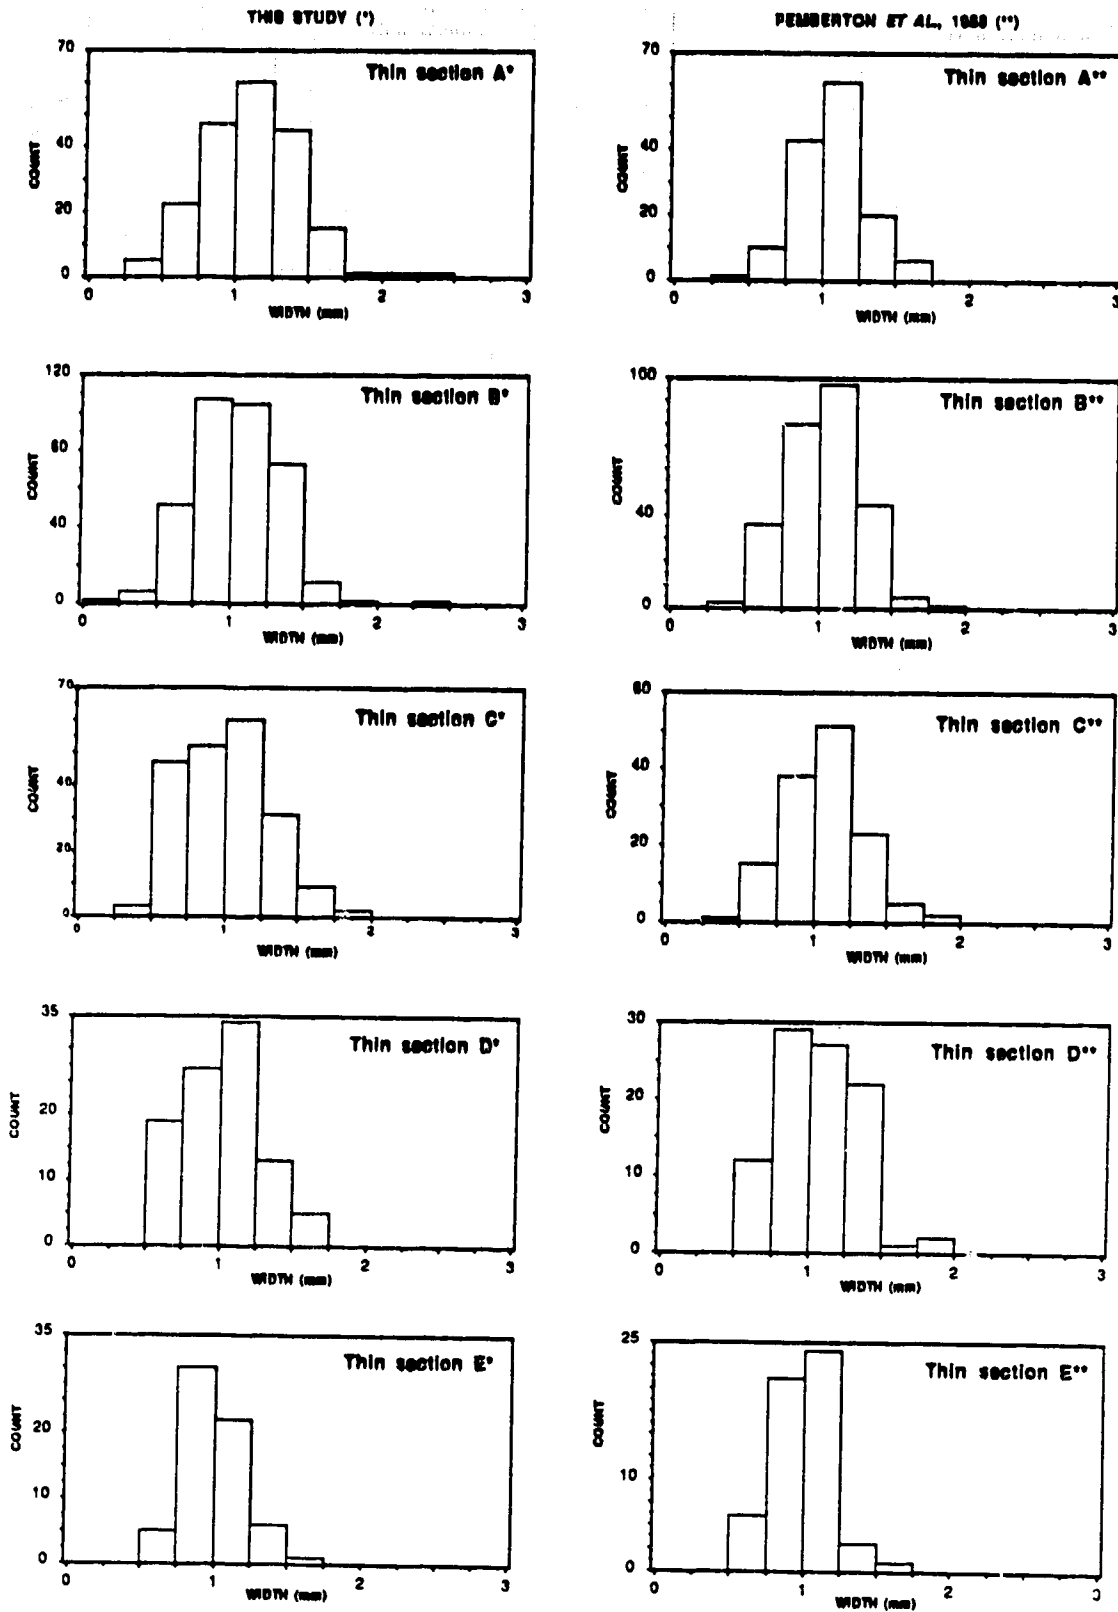 THIS STUDY (*)
70
Thin section A*
40
COUNT
20
0
0 1 2 3
WIDTH (mm)
PEMBERTON ET AL., 1988 (**)
70
Thin section A**
40
COUNT
20
0
0 1 2 3
WIDTH (mm)
120
Thin section B*
80
COUNT
40
0
0 1 2 3
WIDTH (mm)
100
Thin section B**
COUNT
40
0
0 1 2 3
WIDTH (mm)
70
Thin section C*
40
COUNT
20
0
0 1 2 3
WIDTH (mm)
60
Thin section C**
40
COUNT
20
0
0 1 2 3
WIDTH (mm)
35
Thin section D*
COUNT
20
10
0
0 1 2 3
WIDTH (mm)
30
Thin section D**
20
COUNT
10
0
0 1 2 3
WIDTH (mm)
35
Thin section E*
COUNT
20
10
0
0 1 2 3
WIDTH (mm)
25
Thin section E**
COUNT
10
0
0 1 2 3
WIDTH (mm)